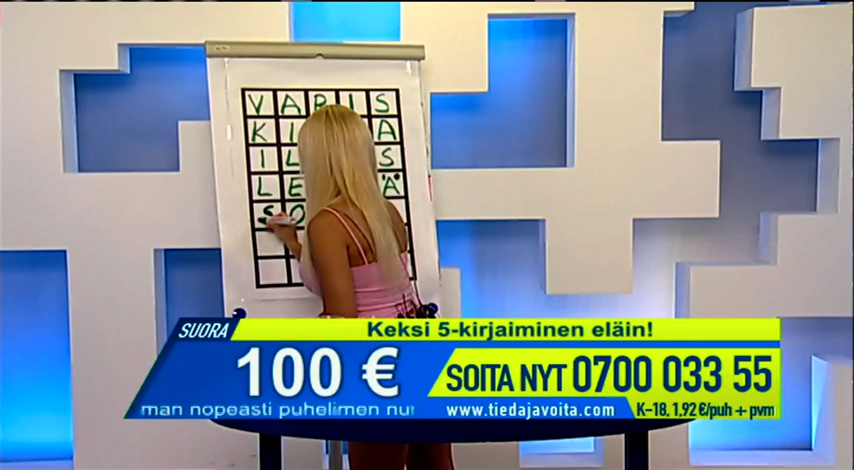 VARIS
KI A
IL S
LE Ä
SO
SUORA
Keksi 5-kirjaiminen eläin!
100 €
SOITA NYT 0700 033 55
man nopeasti puhelimen nu
www.tiedajavoita.com
K-18, 1,92 €/puh + pvm